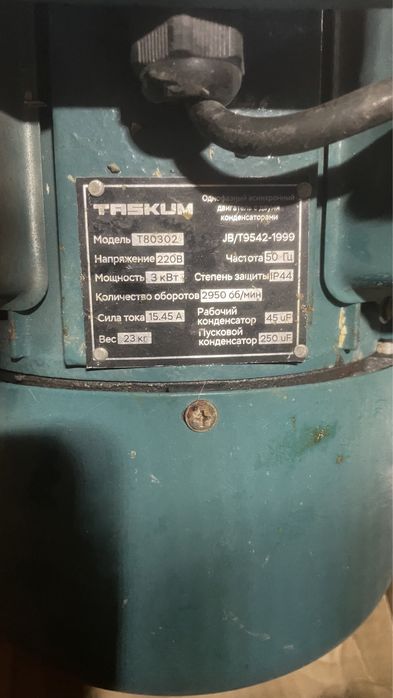 TASKUM
Однофазный асинхронный
двигатель с двумя
конденсаторами
Модель T80302 JB/T9542-1999
Напряжение 220В Частота 50 Гц
Мощность 3 кВт Степень защиты IP44
Количество оборотов 2950 об/мин
Сила тока 15.45 А Рабочий конденсатор 45 uF
Вес 23 кг Пусковой конденсатор 250 uF